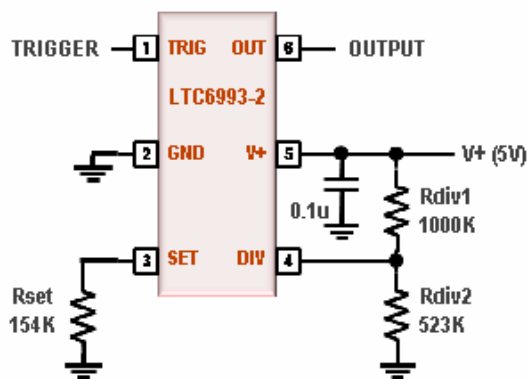 TRIGGER 1 TRIG OUT 6 OUTPUT
LTC6993-2
2 GND V+ 5 V+ (5V)
0.1u
Rdiv1
1000K
3 SET DIV 4
Rset
154K
Rdiv2
523K